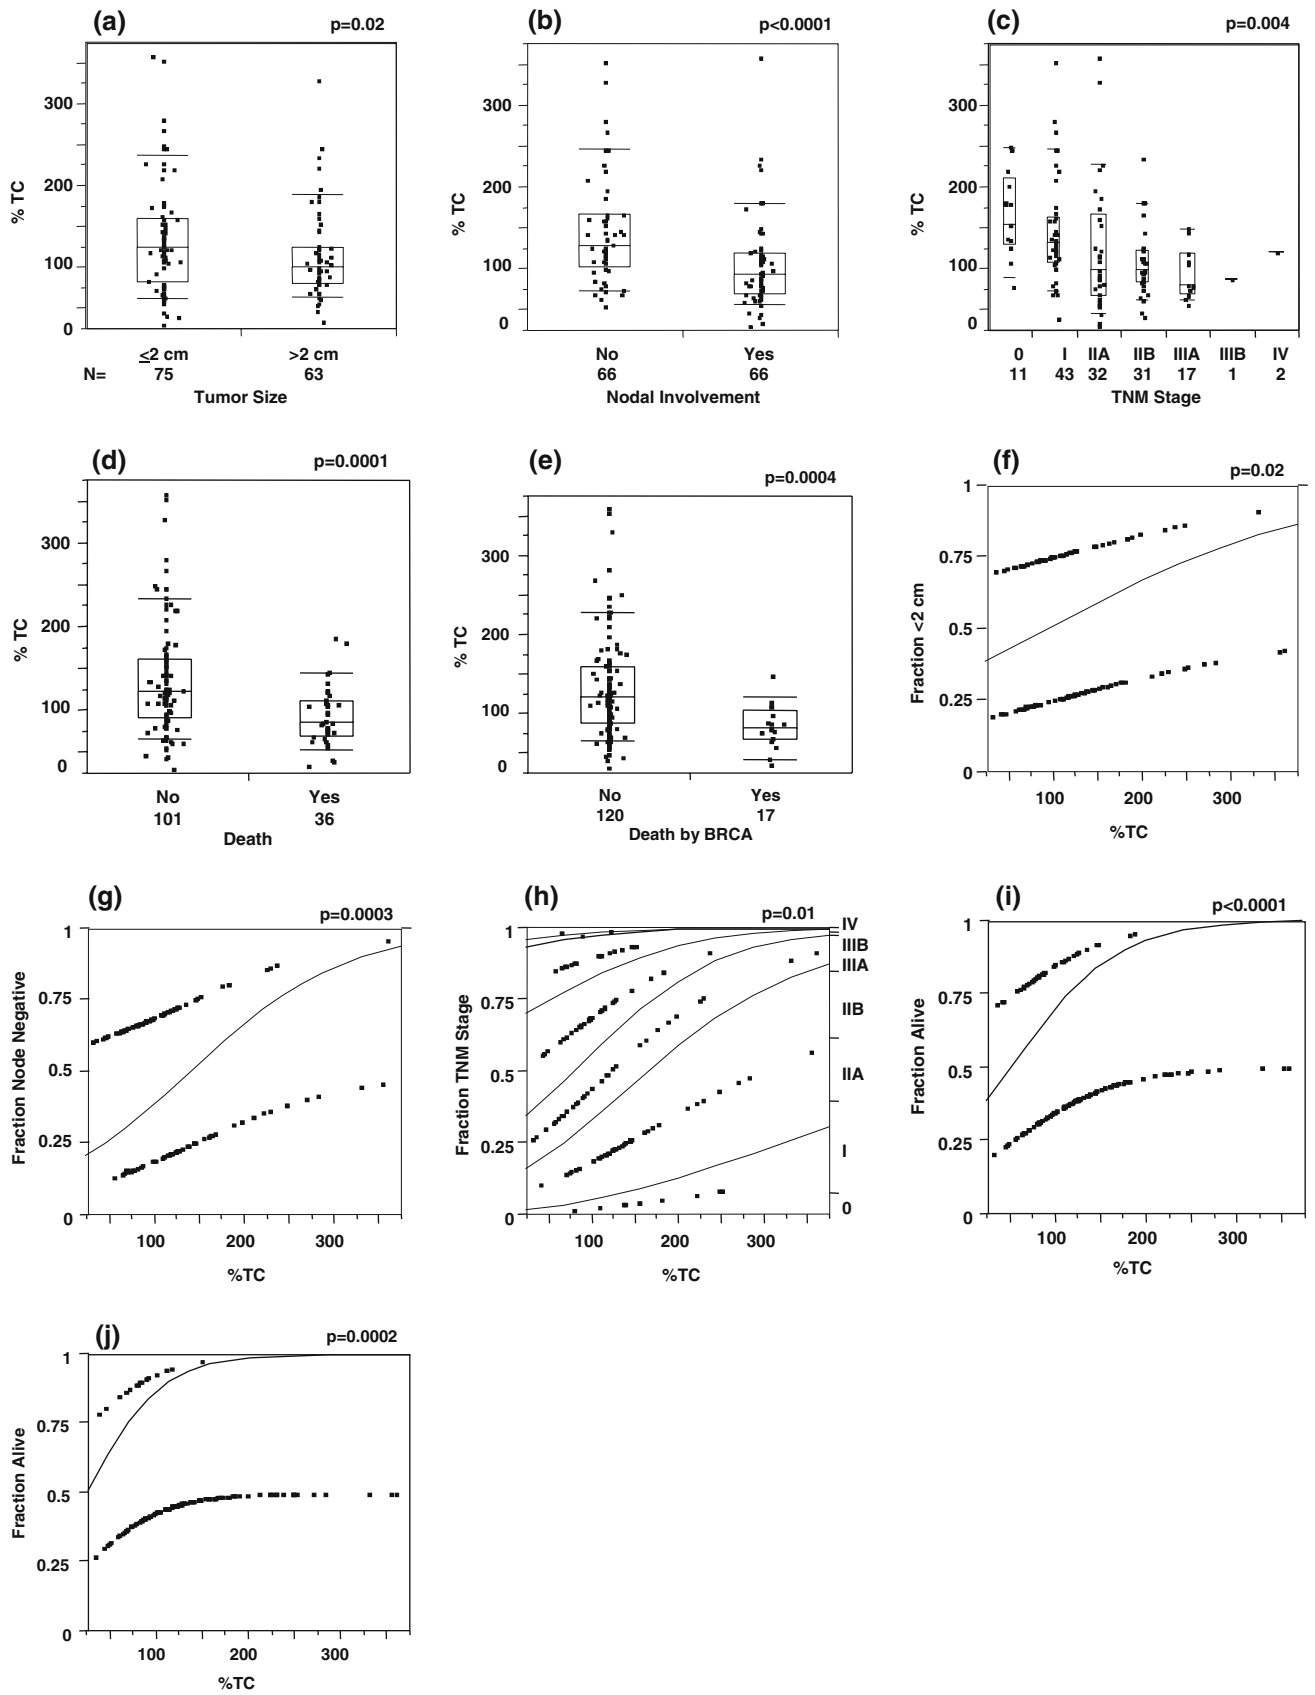 (a)
p=0.02
% TC
300
200
100
0
≤2 cm
>2 cm
N=
75
63
Tumor Size
(b)
p<0.0001
% TC
300
200
100
0
No
Yes
66
66
Nodal Involvement
(c)
p=0.004
% TC
300
200
100
0
0
I
IIA
IIB
IIIA
IIIB
IV
11
43
32
31
17
1
2
TNM Stage
(d)
p=0.0001
% TC
300
200
100
0
No
Yes
101
36
Death
(e)
p=0.0004
% TC
300
200
100
0
No
Yes
120
17
Death by BRCA
(f)
p=0.02
Fraction <2 cm
1
0.75
0.5
0.25
0
100
200
300
%TC
(g)
p=0.0003
Fraction Node Negative
1
0.75
0.5
0.25
0
100
200
300
%TC
(h)
p=0.01
Fraction TNM Stage
1
0.75
0.5
0.25
0
IV
IIIB
IIIA
IIB
IIA
I
0
100
200
300
%TC
(i)
p<0.0001
Fraction Alive
1
0.75
0.5
0.25
0
100
200
300
%TC
(j)
p=0.0002
Fraction Alive
1
0.75
0.5
0.25
0
100
200
300
%TC